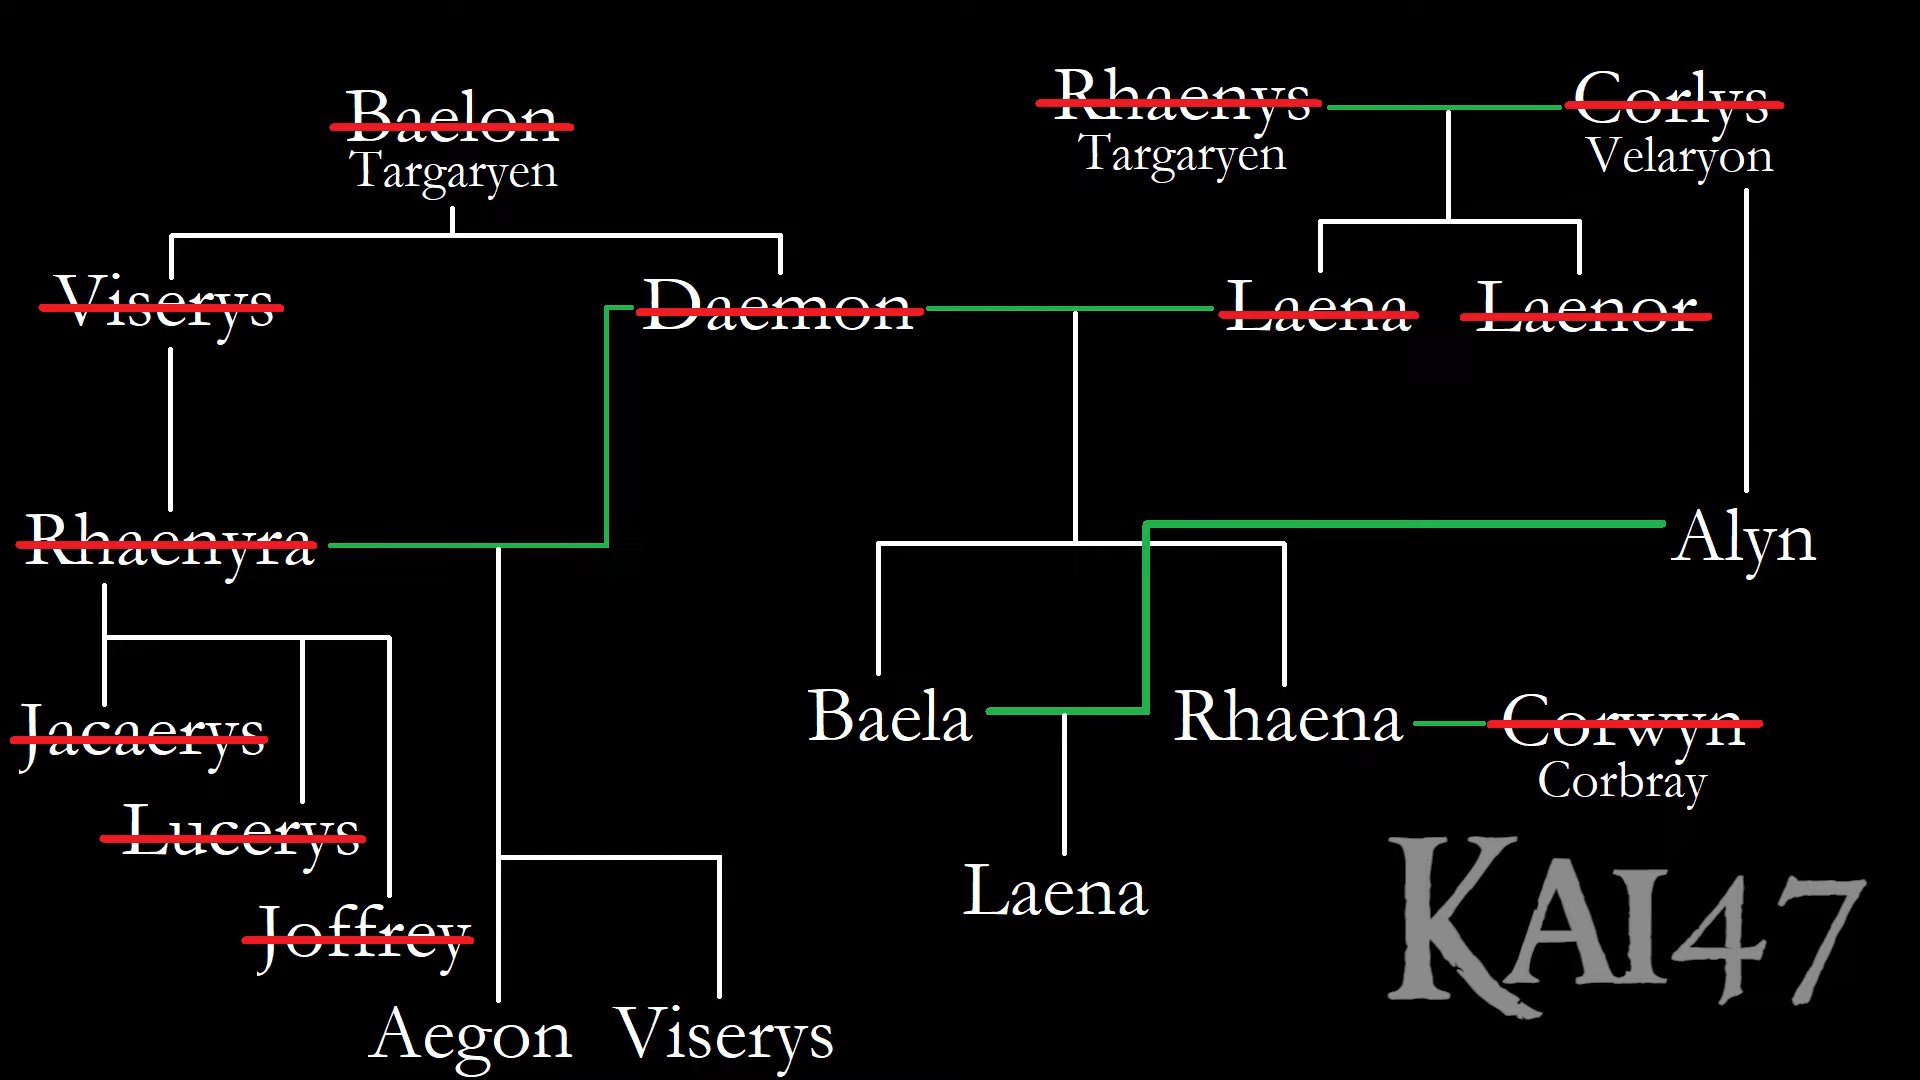 Baelon
Targaryen
Rhaenys
Targaryen
Corlys
Velaryon
Viserys
Daemon
Laena
Laenor
Rhaenyra
Alyn
Jacaerys
Baela
Rhaena
Corwyn
Corbray
Lucerys
Laena
Joffrey
Aegon
Viserys
KAI47